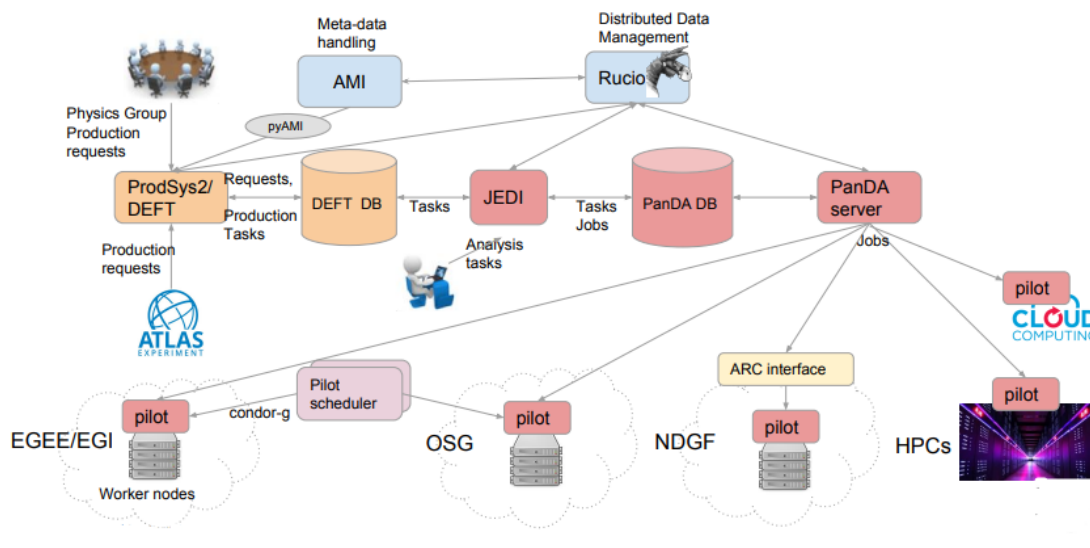 Meta-data
handling
Distributed Data
Management
AMI
Rucio
Physics Group
Production
requests
pyAMI
ProdSys2/
DEFT
Requests,
Production
Tasks
DEFT DB
Tasks
JEDI
Tasks
Jobs
PanDA DB
PanDA
server
Production
requests
Analysis
tasks
Jobs
pilot
CLOUD
COMPUTING
ATLAS
EXPERIMENT
Pilot
scheduler
ARC interface
pilot
condor-g
pilot
pilot
pilot
EGEE/EGI
OSG
NDGF
HPCs
Worker nodes